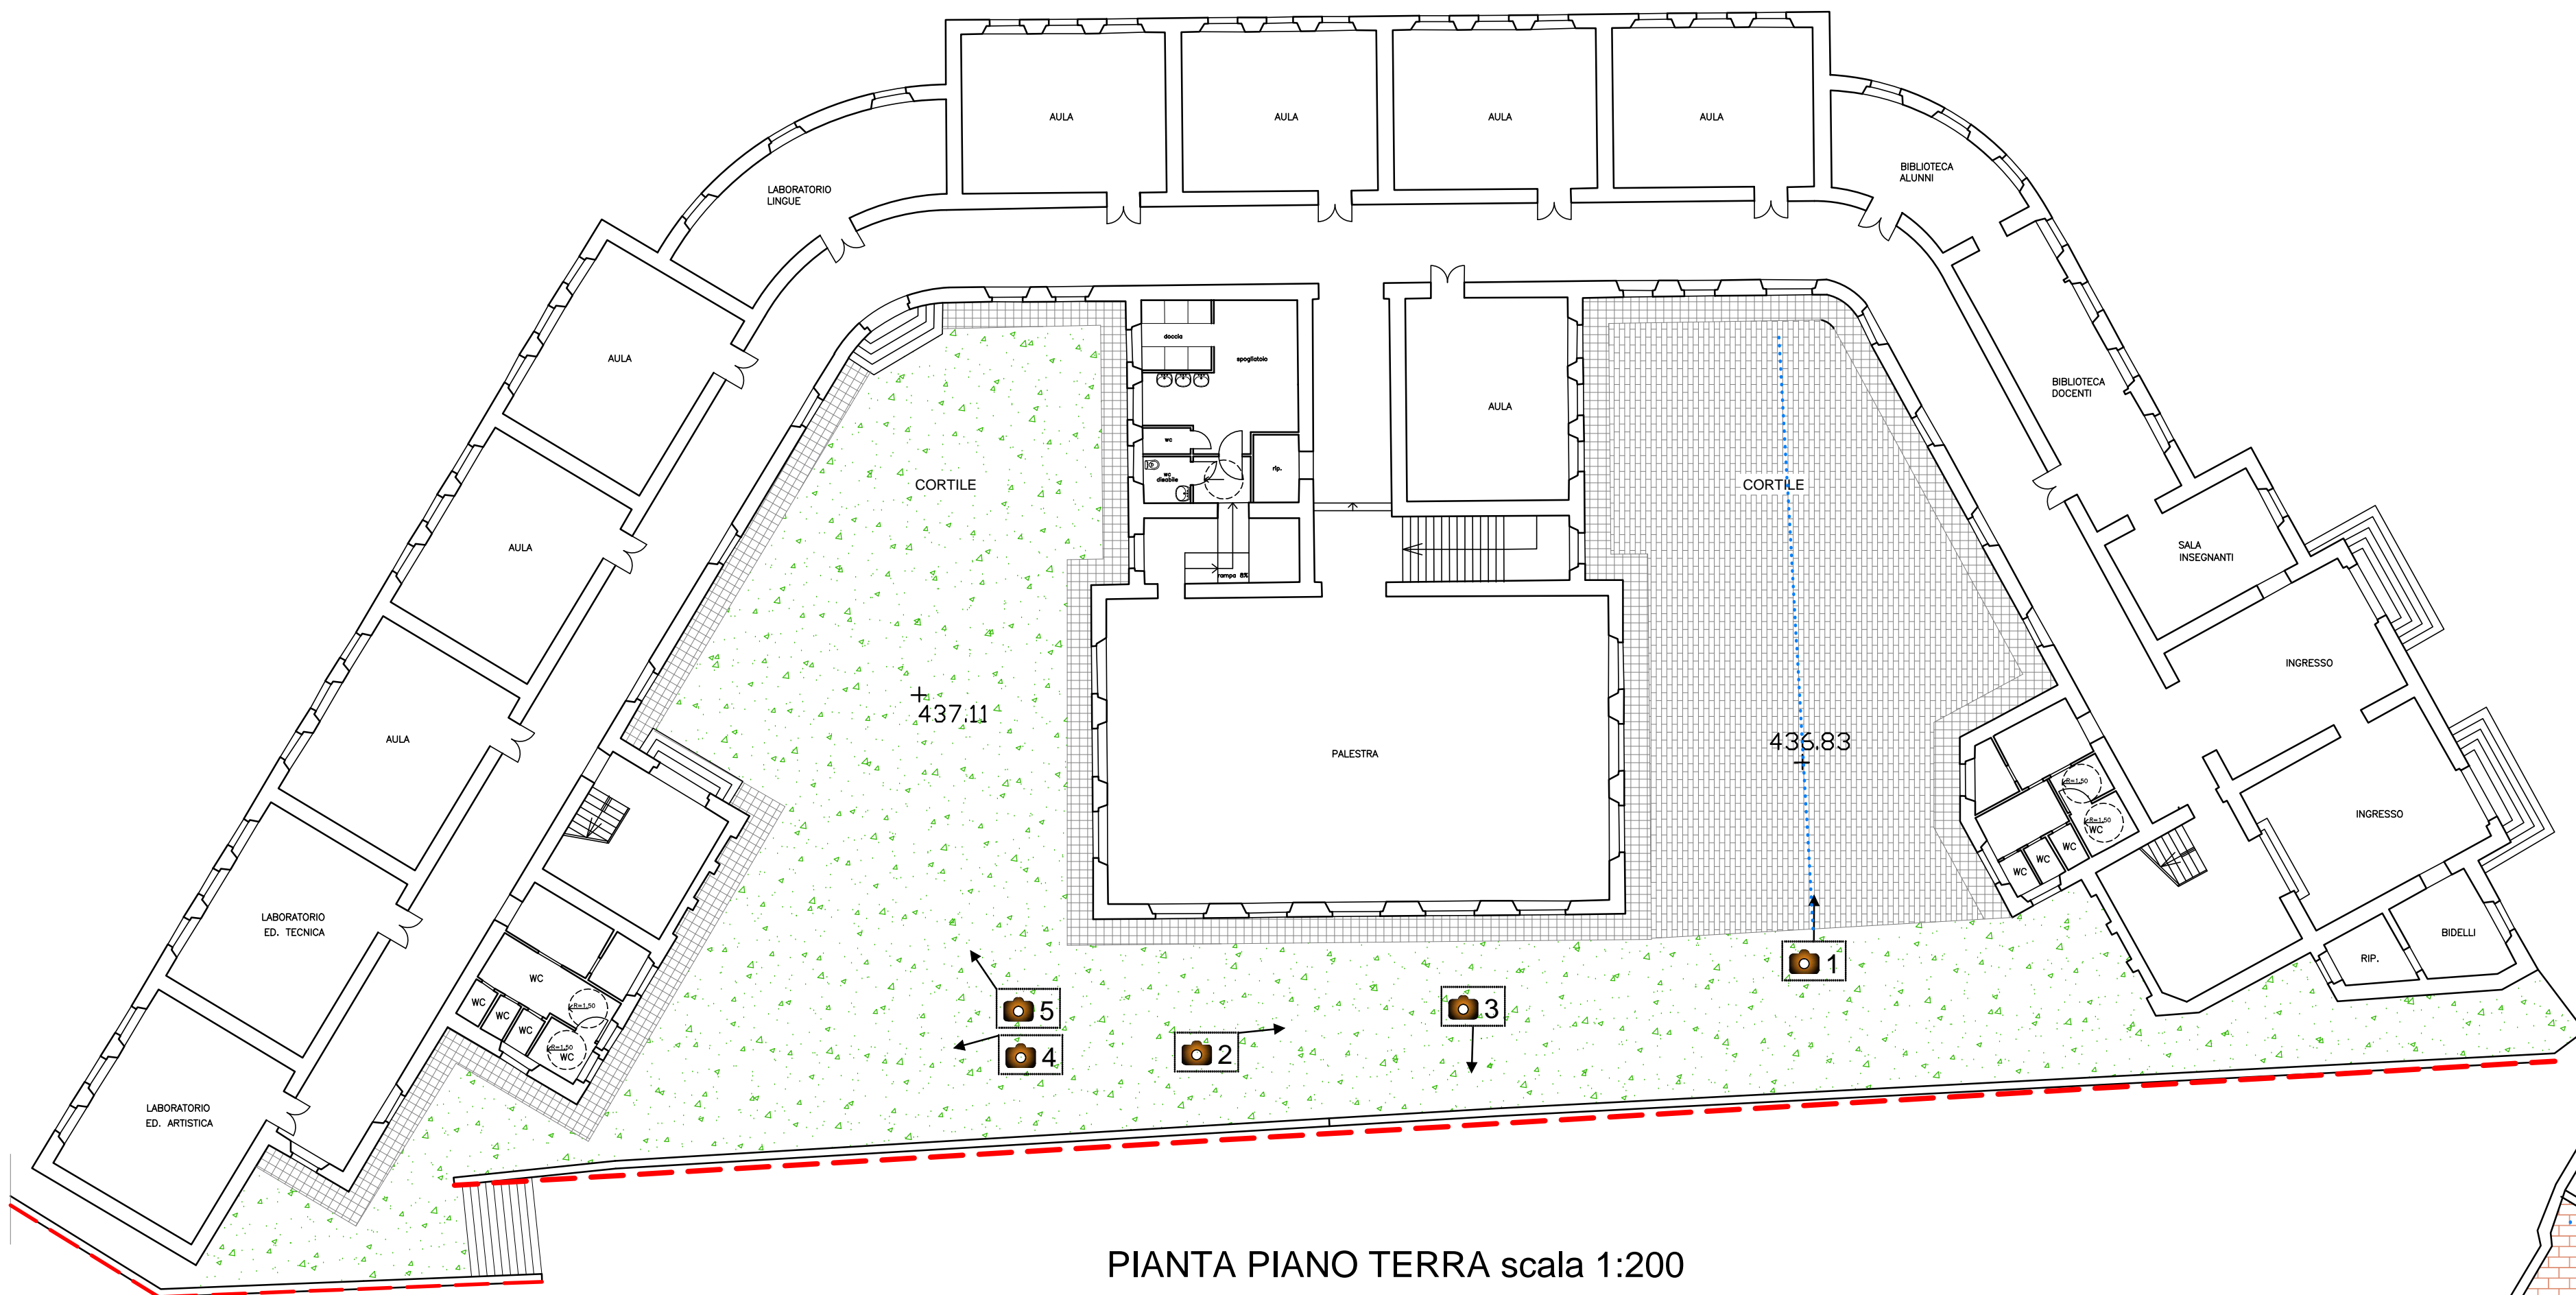 AULA
AULA
AULA
AULA
LABORATORIO
LINGUE
BIBLIOTECA
ALUNNI
AULA
doccia
spogliatoio
wc
wc
disabile
rip.
rampa 8%
AULA
BIBLIOTECA
DOCENTI
CORTILE
CORTILE
AULA
SALA
INSEGNANTI
INGRESSO
437.11
436.83
AULA
PALESTRA
INGRESSO
R=1.50
R=1.50
WC
WC
WC
WC
LABORATORIO
ED. TECNICA
BIDELLI
RIP.
WC
WC
WC
WC
R=1.50
R=1.50
WC
1
5
3
4
2
LABORATORIO
ED. ARTISTICA
PIANTA PIANO TERRA scala 1:200